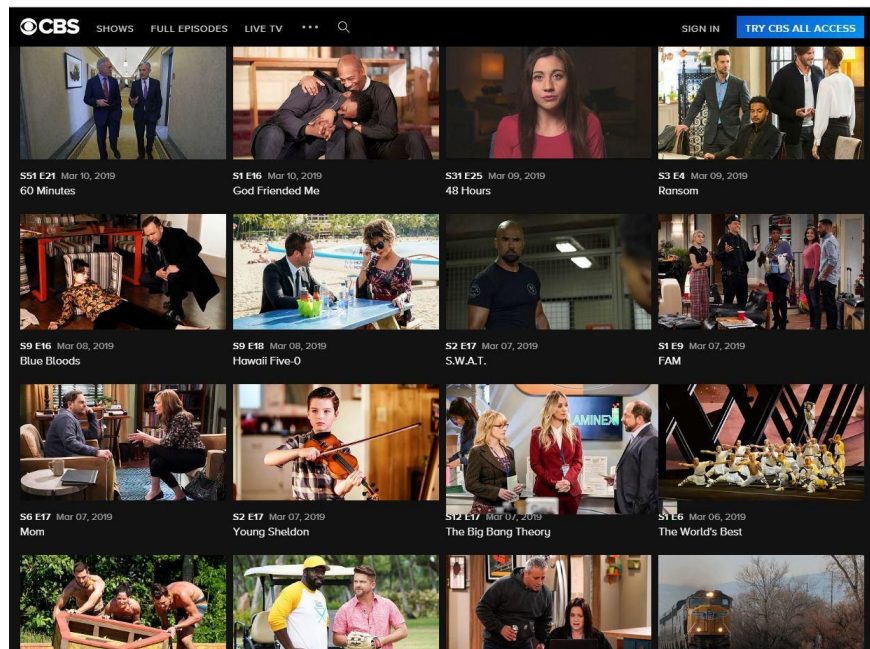 CBS SHOWS FULL EPISODES LIVE TV ••• SIGN IN TRY CBS ALL ACCESS
S51 E21 Mar 10, 2019
60 Minutes
S1 E16 Mar 10, 2019
God Friended Me
S31 E25 Mar 09, 2019
48 Hours
S3 E4 Mar 09, 2019
Ransom
S9 E16 Mar 08, 2019
Blue Bloods
S9 E18 Mar 08, 2019
Hawaii Five-0
S2 E17 Mar 07, 2019
S.W.A.T.
S1 E9 Mar 07, 2019
FAM
AMINEX
S6 E17 Mar 07, 2019
Mom
S2 E17 Mar 07, 2019
Young Sheldon
S12 E17 Mar 07, 2019
The Big Bang Theory
S1 E6 Mar 06, 2019
The World's Best